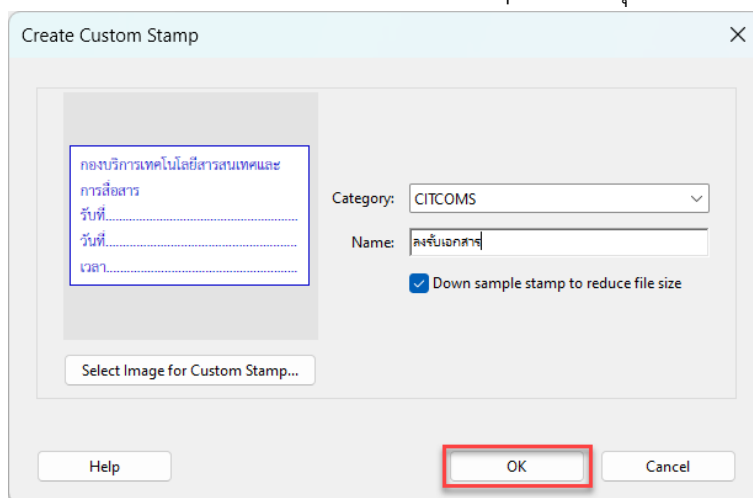 Create Custom Stamp
กองบริการเทคโนโลยีสารสนเทศและ
การสื่อสาร
รับที่......................................................
วันที่......................................................
เวลา......................................................
Category: CITCOMS
Name: ลงรับเอกสาร
Down sample stamp to reduce file size
Select Image for Custom Stamp...
Help
OK
Cancel